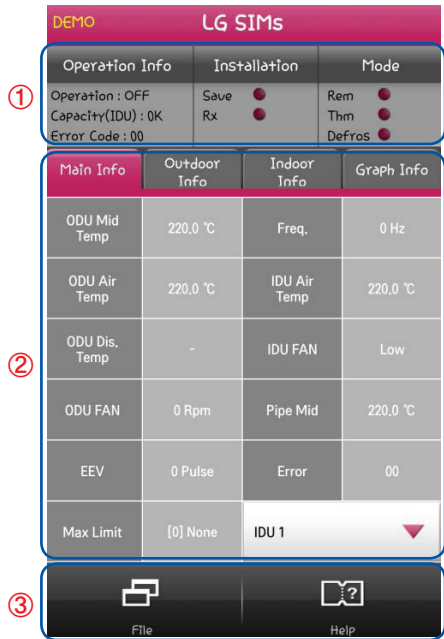 DEMO LG SIMs
①
Operation Info Installation Mode
Operation : OFF Save Rem
Capacity(IDU) : 0K Rx Thm
Error Code : 00 Defros
②
Main Info Outdoor Info Indoor Info Graph Info
ODU Mid Temp 220.0 ℃ Freq. 0 Hz
ODU Air Temp 220.0 ℃ IDU Air Temp 220.0 ℃
ODU Dis. Temp - IDU FAN Low
ODU FAN 0 Rpm Pipe Mid 220.0 ℃
EEV 0 Pulse Error 00
Max Limit [0] None IDU 1
③
?
File Help